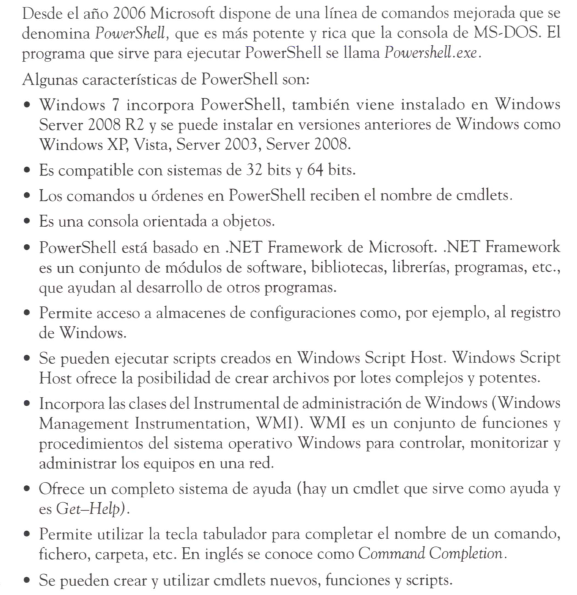 Desde el año 2006 Microsoft dispone de una línea de comandos mejorada que se
denomina PowerShell, que es más potente y rica que la consola de MS-DOS. El
programa que sirve para ejecutar PowerShell se llama Powershell.exe.
Algunas características de PowerShell son:
• Windows 7 incorpora PowerShell, también viene instalado en Windows
Server 2008 R2 y se puede instalar en versiones anteriores de Windows como
Windows XP, Vista, Server 2003, Server 2008.
• Es compatible con sistemas de 32 bits y 64 bits.
• Los comandos u órdenes en PowerShell reciben el nombre de cmdlets.
• Es una consola orientada a objetos.
• PowerShell está basado en .NET Framework de Microsoft. .NET Framework
es un conjunto de módulos de software, bibliotecas, librerías, programas, etc.,
que ayudan al desarrollo de otros programas.
• Permite acceso a almacenes de configuraciones como, por ejemplo, al registro
de Windows.
• Se pueden ejecutar scripts creados en Windows Script Host. Windows Script
Host ofrece la posibilidad de crear archivos por lotes complejos y potentes.
• Incorpora las clases del Instrumental de administración de Windows (Windows
Management Instrumentation, WMI). WMI es un conjunto de funciones y
procedimientos del sistema operativo Windows para controlar, monitorizar y
administrar los equipos en una red.
• Ofrece un completo sistema de ayuda (hay un cmdlet que sirve como ayuda y
es Get–Help).
• Permite utilizar la tecla tabulador para completar el nombre de un comando,
fichero, carpeta, etc. En inglés se conoce como Command Completion.
• Se pueden crear y utilizar cmdlets nuevos, funciones y scripts.